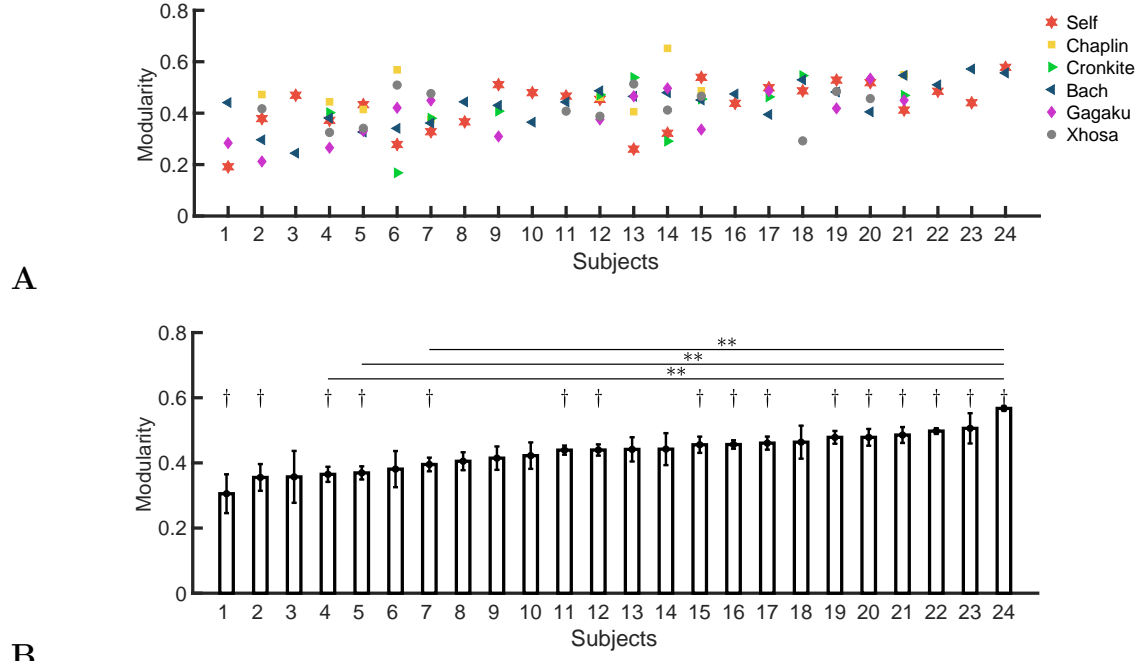 0.8
0.6
0.4
0.2
0
Modularity
1 2 3 4 5 6 7 8 9 10 11 12 13 14 15 16 17 18 19 20 21 22 23 24
Subjects
Self
Chaplin
Cronkite
Bach
Gagaku
Xhosa
A
0.8
0.6
0.4
0.2
0
Modularity
**
**
**
† † † † † † † † † † † † † † † †
1 2 3 4 5 6 7 8 9 10 11 12 13 14 15 16 17 18 19 20 21 22 23 24
Subjects
B